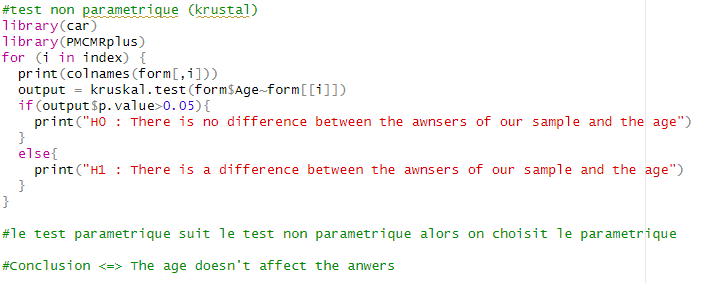 #test non parametrique (krustal)
library(car)
library(PMCMRplus)
for (i in index) {
  print(colnames(form[,i]))
  output = kruskal.test(form$Age~form[[i]])
  if(output$p.value>0.05){
    print("H0 : There is no difference between the awnsers of our sample and the age")
  }
  else{
    print("H1 : There is a difference between the awnsers of our sample and the age")
  }
}
#le test parametrique suit le test non parametrique alors on choisit le parametrique
#Conclusion <=> The age doesn't affect the anwers